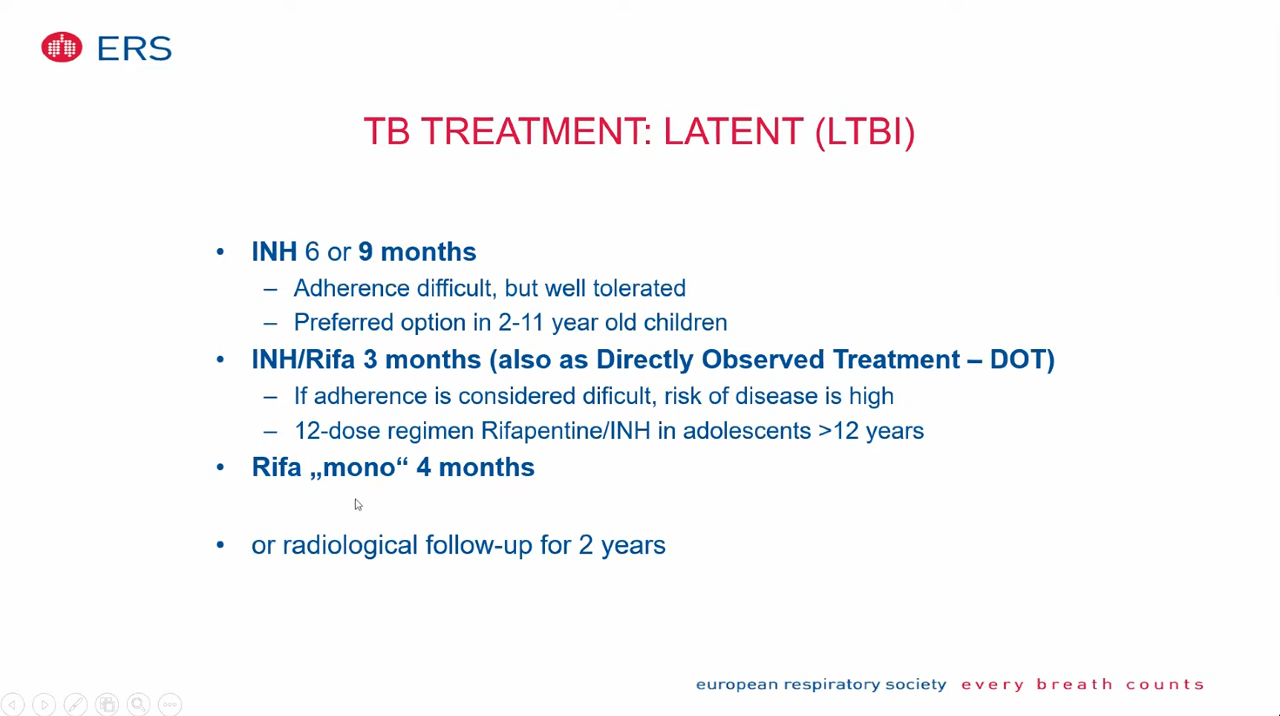 ERS
TB TREATMENT: LATENT (LTBI)
• INH 6 or 9 months
– Adherence difficult, but well tolerated
– Preferred option in 2-11 year old children
• INH/Rifa 3 months (also as Directly Observed Treatment – DOT)
– If adherence is considered dificult, risk of disease is high
– 12-dose regimen Rifapentine/INH in adolescents >12 years
• Rifa „mono“ 4 months
• or radiological follow-up for 2 years
european respiratory society every breath counts